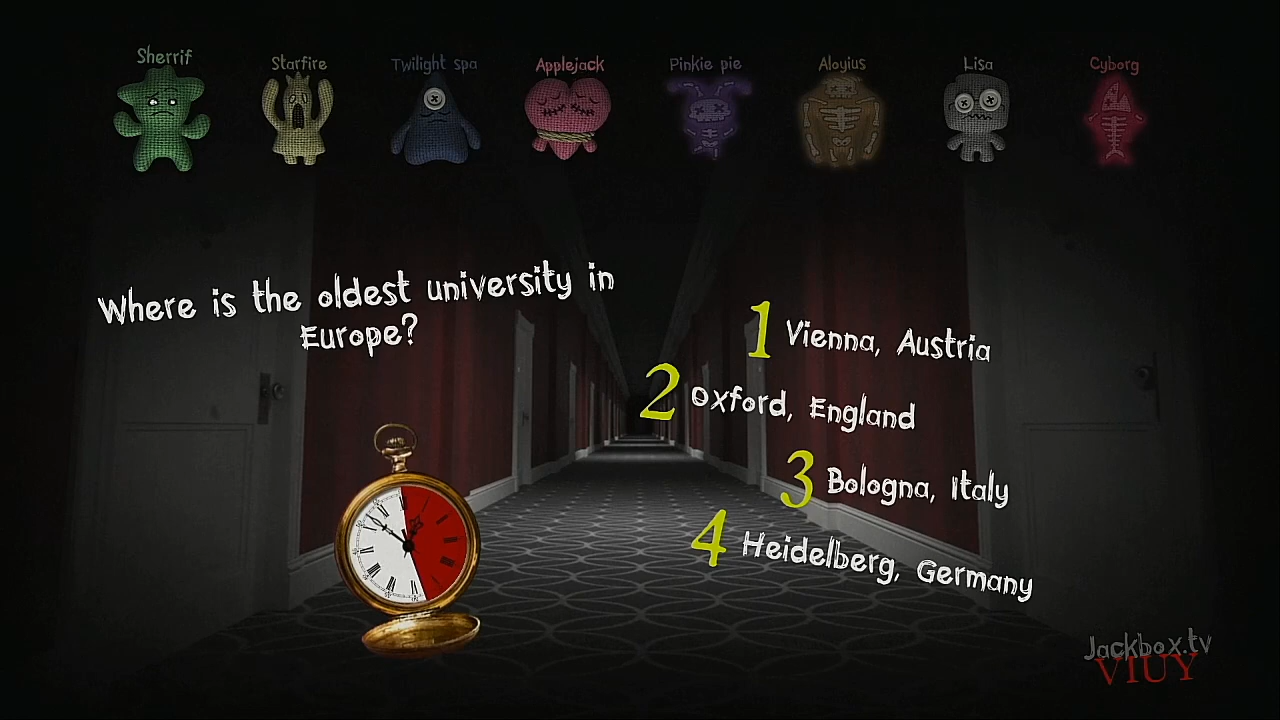 Sherrif
Starfire
Twilight spa
Applejack
Pinkie pie
Aloyius
Lisa
Cyborg
Where is the oldest university in
Europe?
1 Vienna, Austria
2 Oxford, England
3 Bologna, Italy
4 Heidelberg, Germany
Jackbox.tv
VIUY